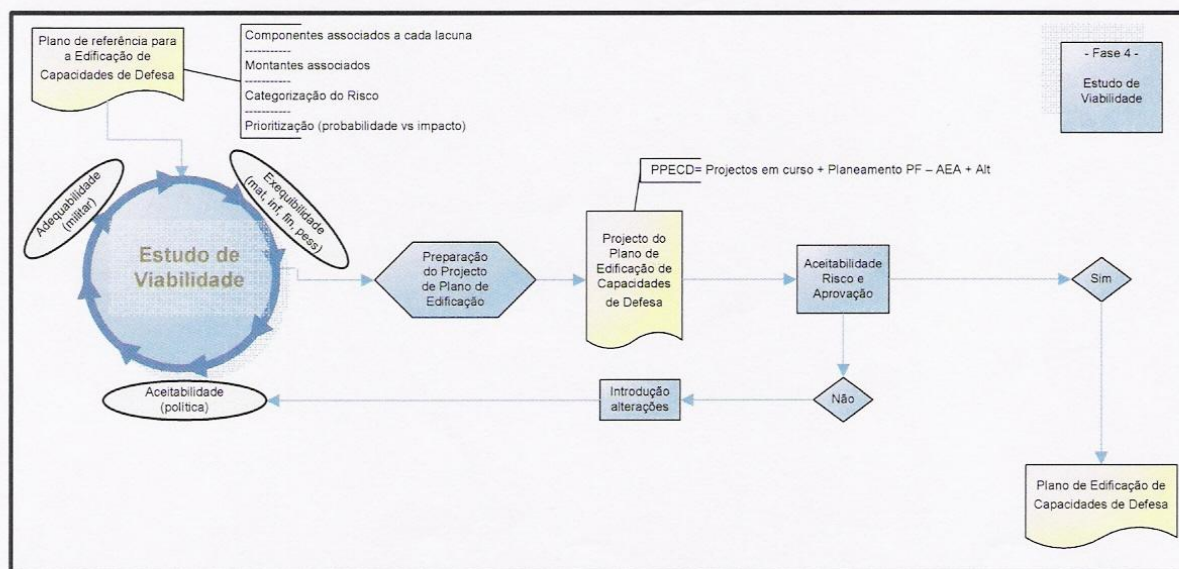 Plano de referência para
a Edificação de
Capacidades de Defesa
Componentes associados a cada lacuna
-----------
Montantes associados
-----------
Categorização do Risco
-----------
Prioritização (probabilidade vs impacto)
- Fase 4 -
Estudo de
Viabilidade
Adequabilidade
(militar)
Exequibilidade
(mat, inf, fin, pess)
Estudo de
Viabilidade
Aceitabilidade
(política)
Preparação
do Projecto
de Plano de
Edificação
PPECD= Projectos em curso + Planeamento PF – AEA + Alt
Projecto do
Plano de
Edificação de
Capacidades
de Defesa
Aceitabilidade
Risco e
Aprovação
Sim
Não
Introdução
alterações
Plano de Edificação de
Capacidades de Defesa